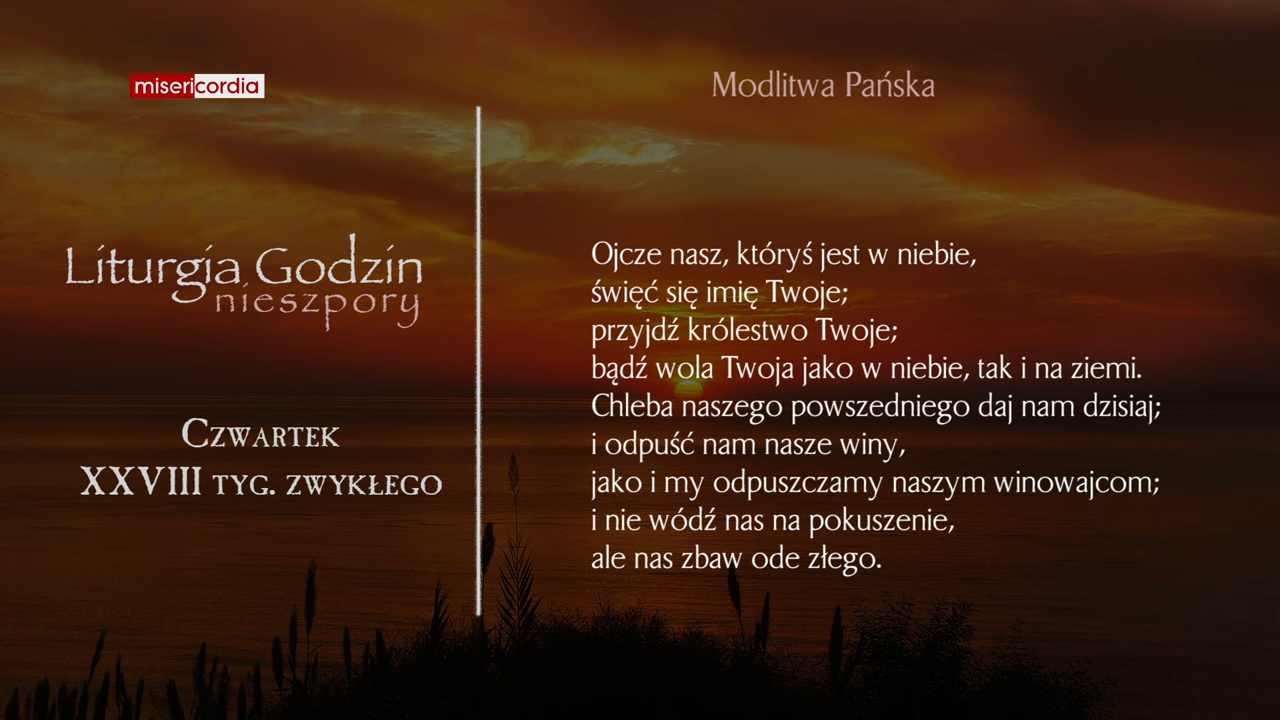 misericordia
Liturgia Godzin
nieszpory
Czwartek
XXVIII tyg. zwykłego
Modlitwa Pańska
Ojcze nasz, któryś jest w niebie,
święć się imię Twoje;
przyjdź królestwo Twoje;
bądź wola Twoja jako w niebie, tak i na ziemi.
Chleba naszego powszedniego daj nam dzisiaj;
i odpuść nam nasze winy,
jako i my odpuszczamy naszym winowajcom;
i nie wódź nas na pokuszenie,
ale nas zbaw ode złego.